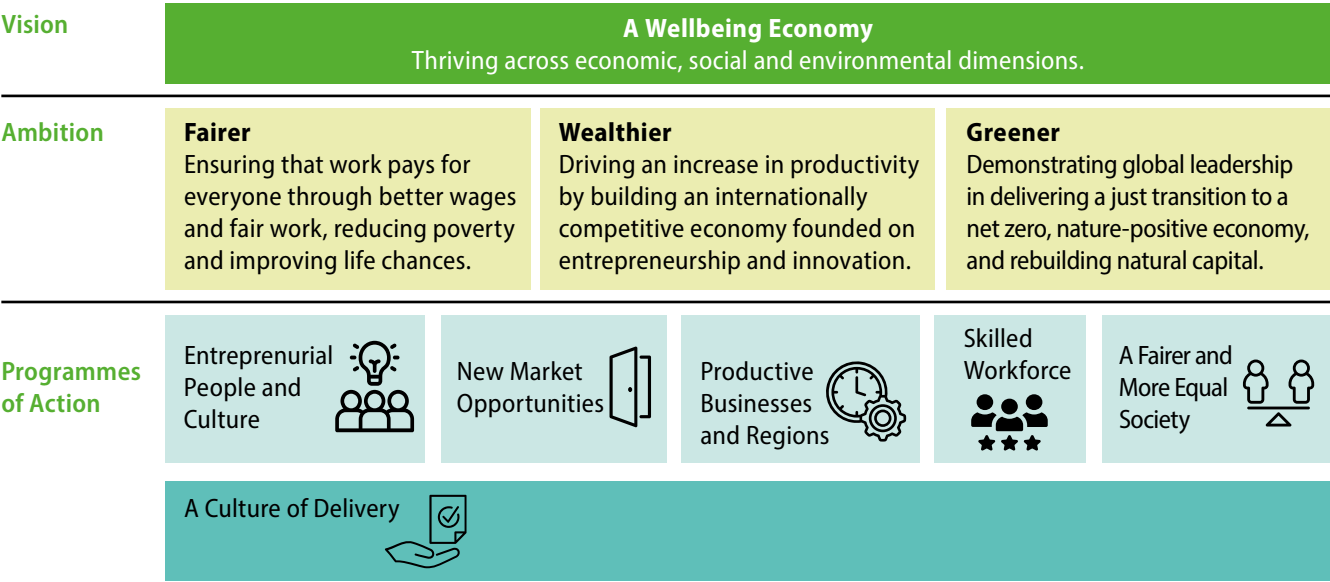 Vision
A Wellbeing Economy
Thriving across economic, social and environmental dimensions.
Ambition
Fairer
Ensuring that work pays for
everyone through better wages
and fair work, reducing poverty
and improving life chances.
Wealthier
Driving an increase in productivity
by building an internationally
competitive economy founded on
entrepreneurship and innovation.
Greener
Demonstrating global leadership
in delivering a just transition to a
net zero, nature-positive economy,
and rebuilding natural capital.
Programmes
of Action
Entreprenurial
People and
Culture
New Market
Opportunities
Productive
Businesses
and Regions
Skilled
Workforce
A Fairer and
More Equal
Society
A Culture of Delivery